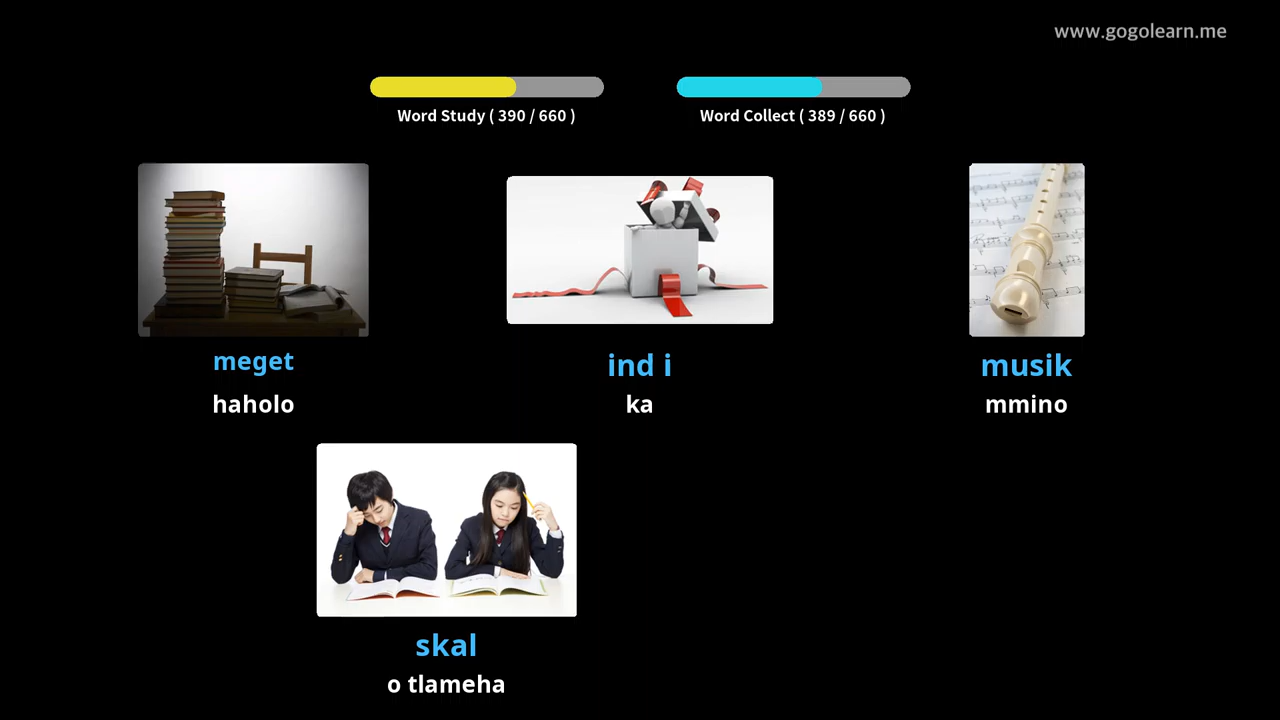 www.gogolearn.me
Word Study ( 390 / 660 )
Word Collect ( 389 / 660 )
meget
haholo
ind i
ka
musik
mmino
skal
o tlameha